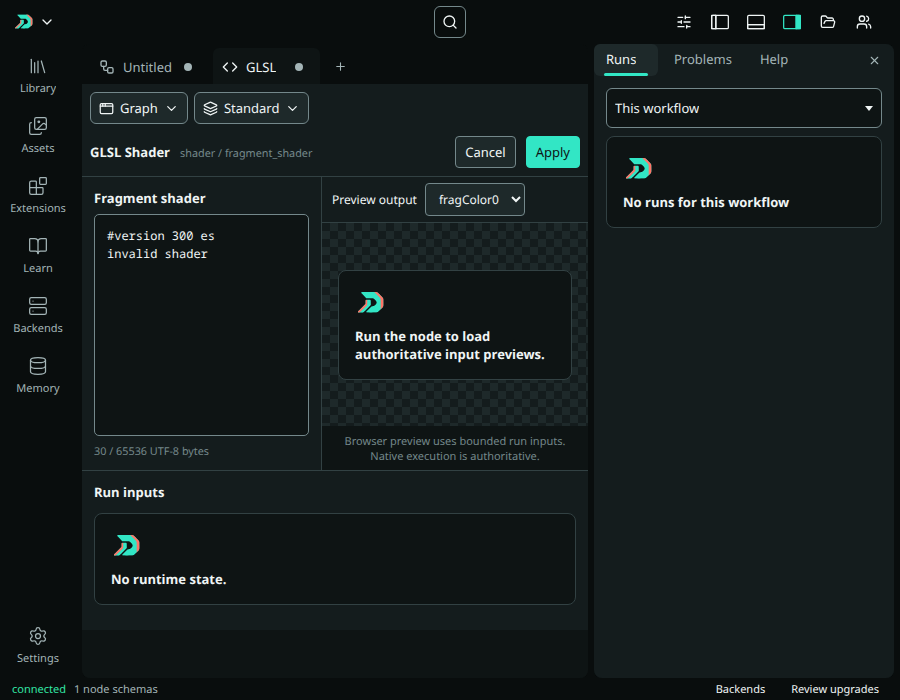 Library
Assets
Extensions
Learn
Backends
Memory
Settings
Untitled
GLSL
Graph
Standard
GLSL Shader shader / fragment_shader
Cancel
Apply
Fragment shader
#version 300 es
invalid shader
30 / 65536 UTF-8 bytes
Preview output
fragColor0
Run the node to load
authoritative input previews.
Browser preview uses bounded run inputs.
Native execution is authoritative.
Run inputs
No runtime state.
Runs
Problems
Help
This workflow
No runs for this workflow
connected
1 node schemas
Backends
Review upgrades